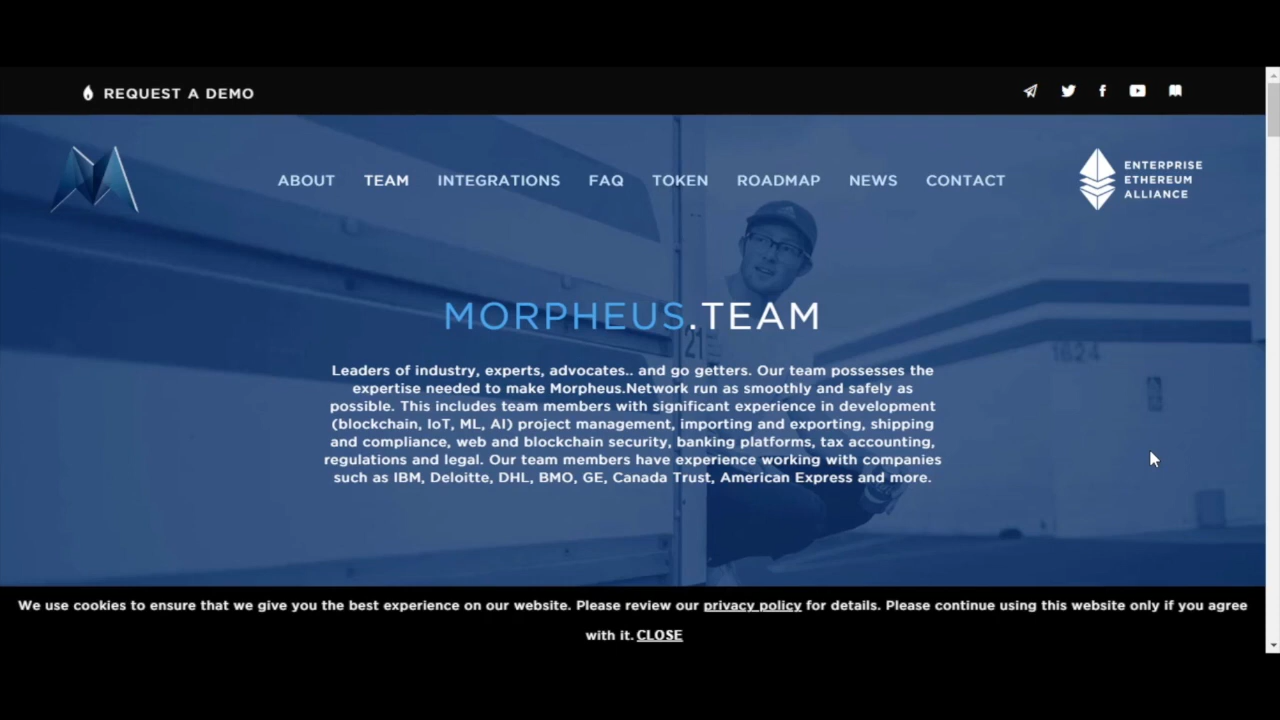 REQUEST A DEMO
ABOUT TEAM INTEGRATIONS FAQ TOKEN ROADMAP NEWS CONTACT
ENTERPRISE
ETHEREUM
ALLIANCE
MORPHEUS.TEAM
21
1624
Leaders of industry, experts, advocates.. and go getters. Our team possesses the
expertise needed to make Morpheus.Network run as smoothly and safely as
possible. This includes team members with significant experience in development
(blockchain, IoT, ML, AI) project management, importing and exporting, shipping
and compliance, web and blockchain security, banking platforms, tax accounting,
regulations and legal. Our team members have experience working with companies
such as IBM, Deloitte, DHL, BMO, GE, Canada Trust, American Express and more.
We use cookies to ensure that we give you the best experience on our website. Please review our privacy policy for details. Please continue using this website only if you agree
with it. CLOSE